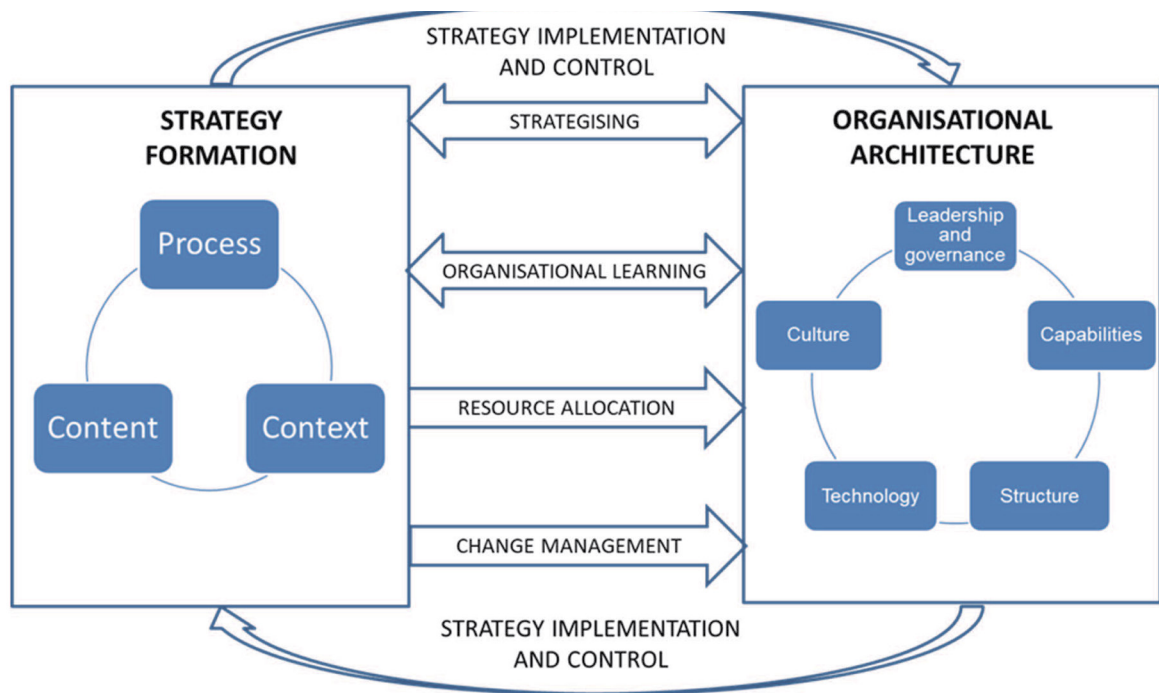 STRATEGY IMPLEMENTATION
AND CONTROL
STRATEGY
FORMATION
Process
Content
Context
STRATEGISING
ORGANISATIONAL LEARNING
RESOURCE ALLOCATION
CHANGE MANAGEMENT
ORGANISATIONAL
ARCHITECTURE
Leadership
and
governance
Culture
Capabilities
Technology
Structure
STRATEGY IMPLEMENTATION
AND CONTROL